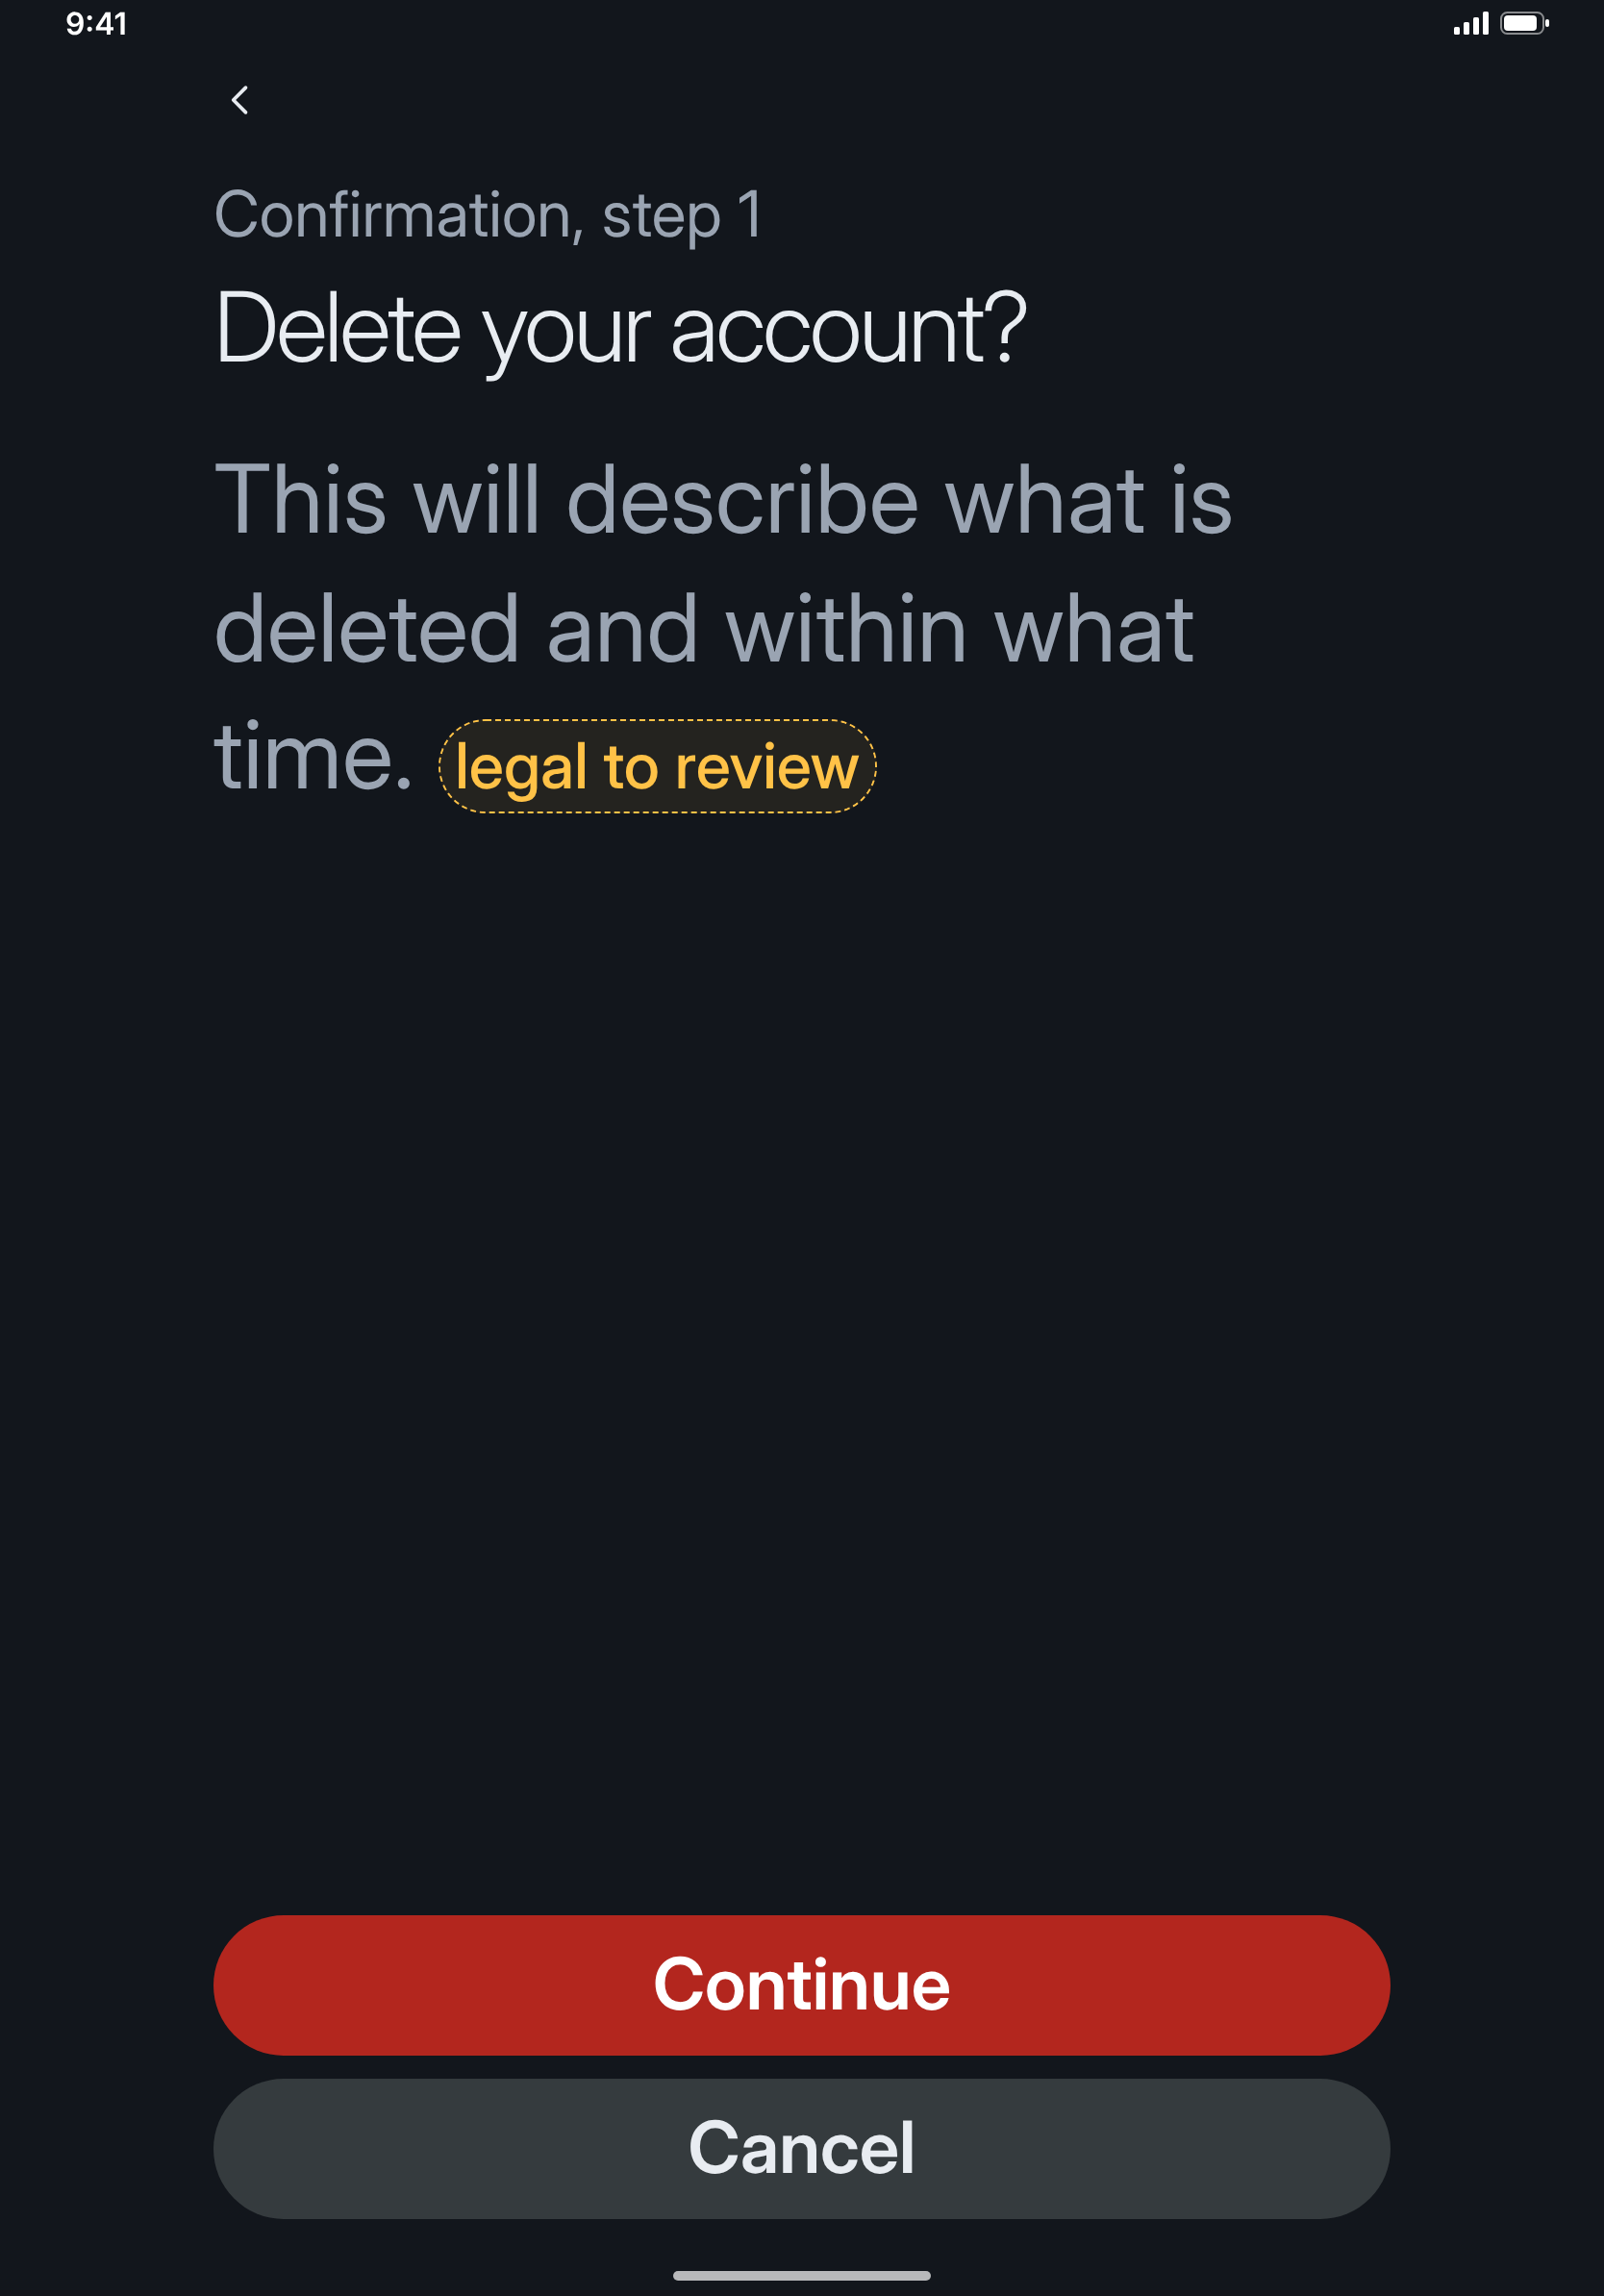 9:41
Confirmation, step 1
Delete your account?
This will describe what is
deleted and within what
time. legal to review
Continue
Cancel